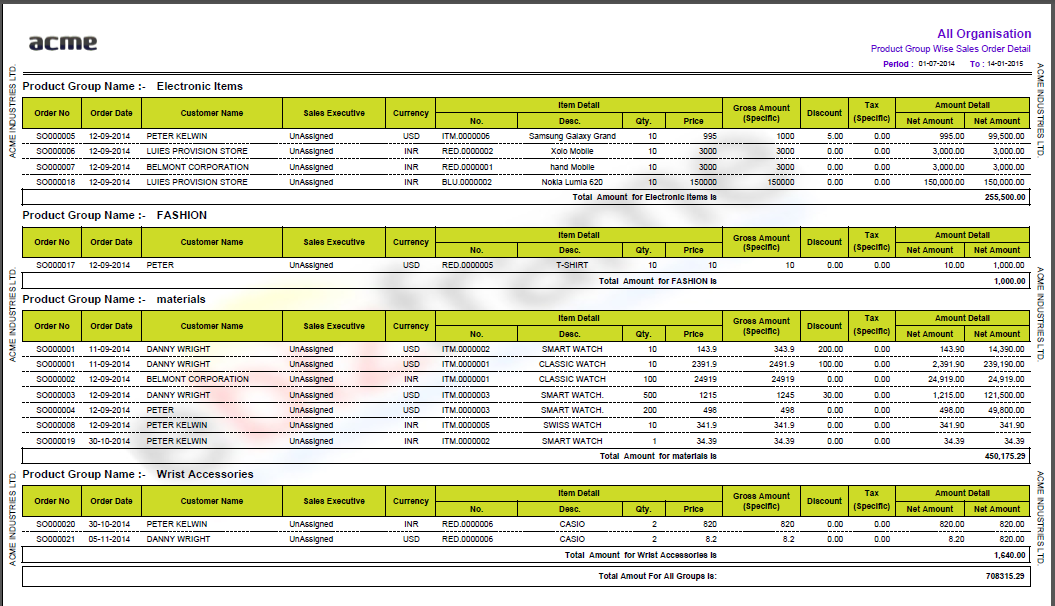 acme
All Organisation
Product Group Wise Sales Order Detail
Period : 01-07-2014 To : 14-01-2015
ACME INDUSTRIES LTD.
ACME INDUSTRIES LTD.
Product Group Name :- Electronic Items
Order No Order Date Customer Name Sales Executive Currency Item Detail Gross Amount (Specific) Discount Tax (Specific) Amount Detail
No. Desc. Qty. Price Net Amount Net Amount
SO000005 12-09-2014 PETER KELWIN UnAssigned USD ITM.0000006 Samsung Galaxy Grand 10 995 1000 5.00 0.00 995.00 99,500.00
SO000006 12-09-2014 LUIES PROVISION STORE UnAssigned INR RED.0000002 Xolo Mobile 10 3000 3000 0.00 0.00 3,000.00 3,000.00
SO000007 12-09-2014 BELMONT CORPORATION UnAssigned INR RED.0000001 hand Mobile 10 3000 3000 0.00 0.00 3,000.00 3,000.00
SO000018 12-09-2014 LUIES PROVISION STORE UnAssigned INR BLU.0000002 Nokia Lumia 620 10 150000 150000 0.00 0.00 150,000.00 150,000.00
Total Amount for Electronic Items is 255,500.00
Product Group Name :- FASHION
Order No Order Date Customer Name Sales Executive Currency Item Detail Gross Amount (Specific) Discount Tax (Specific) Amount Detail
No. Desc. Qty. Price Net Amount Net Amount
SO000017 12-09-2014 PETER UnAssigned USD RED.0000005 T-SHIRT 10 10 10 0.00 0.00 10.00 1,000.00
Total Amount for FASHION is 1,000.00
ACME INDUSTRIES LTD.
ACME INDUSTRIES LTD.
Product Group Name :- materials
Order No Order Date Customer Name Sales Executive Currency Item Detail Gross Amount (Specific) Discount Tax (Specific) Amount Detail
No. Desc. Qty. Price Net Amount Net Amount
SO000001 11-09-2014 DANNY WRIGHT UnAssigned USD ITM.0000002 SMART WATCH 10 143.9 343.9 200.00 0.00 143.90 14,390.00
SO000001 11-09-2014 DANNY WRIGHT UnAssigned USD ITM.0000001 CLASSIC WATCH 10 2391.9 2491.9 100.00 0.00 2,391.90 239,190.00
SO000002 12-09-2014 BELMONT CORPORATION UnAssigned INR ITM.0000001 CLASSIC WATCH 100 24919 24919 0.00 0.00 24,919.00 24,919.00
SO000003 12-09-2014 DANNY WRIGHT UnAssigned USD ITM.0000003 SMART WATCH. 500 1215 1245 30.00 0.00 1,215.00 121,500.00
SO000004 12-09-2014 PETER UnAssigned USD ITM.0000003 SMART WATCH. 200 498 498 0.00 0.00 498.00 49,800.00
SO000008 12-09-2014 PETER KELWIN UnAssigned INR ITM.0000005 SWISS WATCH 10 341.9 341.9 0.00 0.00 341.90 341.90
SO000019 30-10-2014 PETER KELWIN UnAssigned INR ITM.0000002 SMART WATCH 1 34.39 34.39 0.00 0.00 34.39 34.39
Total Amount for materials is 450,175.29
ACME INDUSTRIES LTD.
ACME INDUSTRIES LTD.
Product Group Name :- Wrist Accessories
Order No Order Date Customer Name Sales Executive Currency Item Detail Gross Amount (Specific) Discount Tax (Specific) Amount Detail
No. Desc. Qty. Price Net Amount Net Amount
SO000020 30-10-2014 PETER KELWIN UnAssigned INR RED.0000006 CASIO 2 820 820 0.00 0.00 820.00 820.00
SO000021 05-11-2014 DANNY WRIGHT UnAssigned USD RED.0000006 CASIO 2 8.2 8.2 0.00 0.00 8.20 820.00
Total Amount for Wrist Accessories is 1,640.00
Total Amout For All Groups is: 708315.29